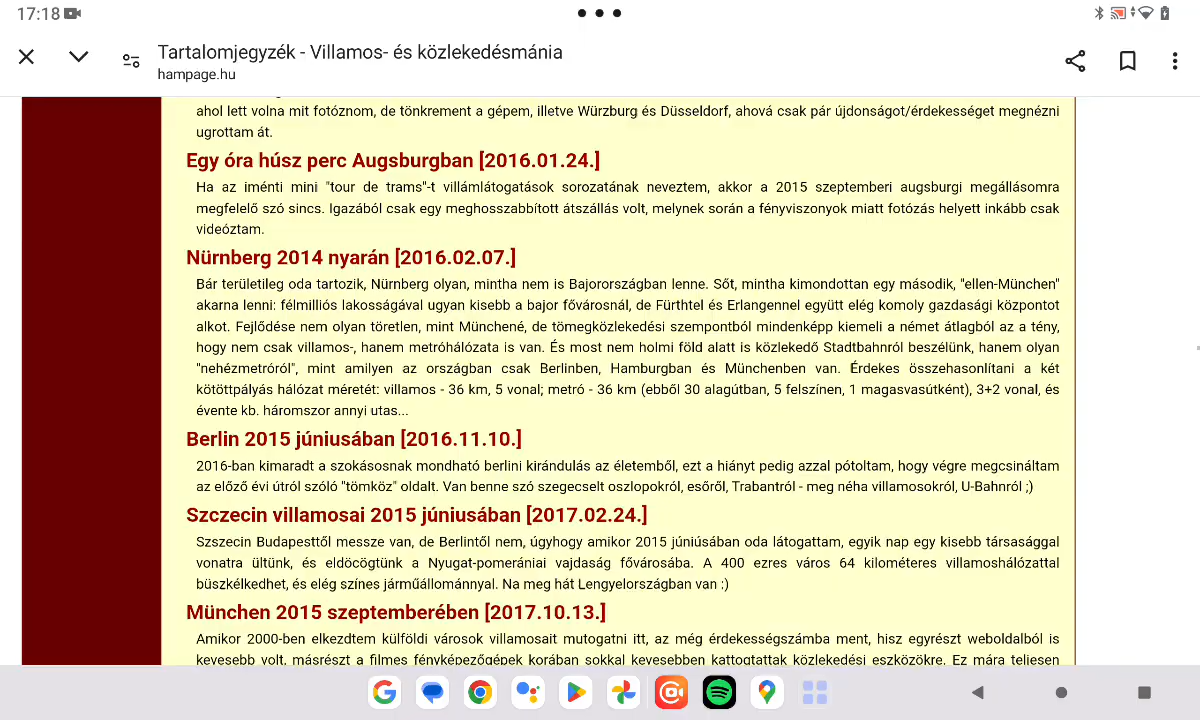 17:18
Tartalomjegyzék - Villamos- és közlekedésmánia
hampage.hu
ahol lett volna mit fotóznom, de tönkrement a gépem, illetve Würzburg és Düsseldorf, ahová csak pár újdonságot/érdekességet megnézni
ugrottam át.
Egy óra húsz perc Augsburgban [2016.01.24.]
Ha az iménti mini "tour de trams"-t villámlátogatások sorozatának neveztem, akkor a 2015 szeptemberi augsburgi megállásomra
megfelelő szó sincs. Igazából csak egy meghosszabbított átszállás volt, melynek során a fényviszonyok miatt fotózás helyett inkább csak
videóztam.
Nürnberg 2014 nyarán [2016.02.07.]
Bár területileg oda tartozik, Nürnberg olyan, mintha nem is Bajorországban lenne. Sőt, mintha kimondottan egy második, "ellen-München"
akarna lenni: félmilliós lakosságával ugyan kisebb a bajor fővárosnál, de Fürthtel és Erlangennel együtt elég komoly gazdasági központot
alkot. Fejlődése nem olyan töretlen, mint Münchené, de tömegközlekedési szempontból mindenképp kiemeli a német átlagból az a tény,
hogy nem csak villamos-, hanem metróhálózata is van. És most nem holmi föld alatt is közlekedő Stadtbahnról beszélünk, hanem olyan
"nehézmetróról", mint amilyen az országban csak Berlinben, Hamburgban és Münchenben van. Érdekes összehasonlítani a két
kötöttpályás hálózat méretét: villamos - 36 km, 5 vonal; metró - 36 km (ebből 30 alagútban, 5 felszínen, 1 magasvasútként), 3+2 vonal, és
évente kb. háromszor annyi utas...
Berlin 2015 júniusában [2016.11.10.]
2016-ban kimaradt a szokásosnak mondható berlini kirándulás az életemből, ezt a hiányt pedig azzal pótoltam, hogy végre megcsináltam
az előző évi útról szóló "tömköz" oldalt. Van benne szó szegecselt oszlopokról, esőről, Trabantról - meg néha villamosokról, U-Bahnról ;)
Szczecin villamosai 2015 júniusában [2017.02.24.]
Szszecin Budapesttől messze van, de Berlintől nem, úgyhogy amikor 2015 júniúsában oda látogattam, egyik nap egy kisebb társasággal
vonatra ültünk, és eldöcögtünk a Nyugat-pomerániai vajdaság fővárosába. A 400 ezres város 64 kilométeres villamoshálózattal
büszkélkedhet, és elég színes járműállománnyal. Na meg hát Lengyelországban van :)
München 2015 szeptemberében [2017.10.13.]
Amikor 2000-ben elkezdtem külföldi városok villamosait mutogatni itt, az még érdekességszámba ment, hisz egyrészt weboldalból is
kevesebb volt, másrészt a filmes fényképezőgépek korában sokkal kevesebben kattogtattak közlekedési eszközökre. Ez mára teljesen